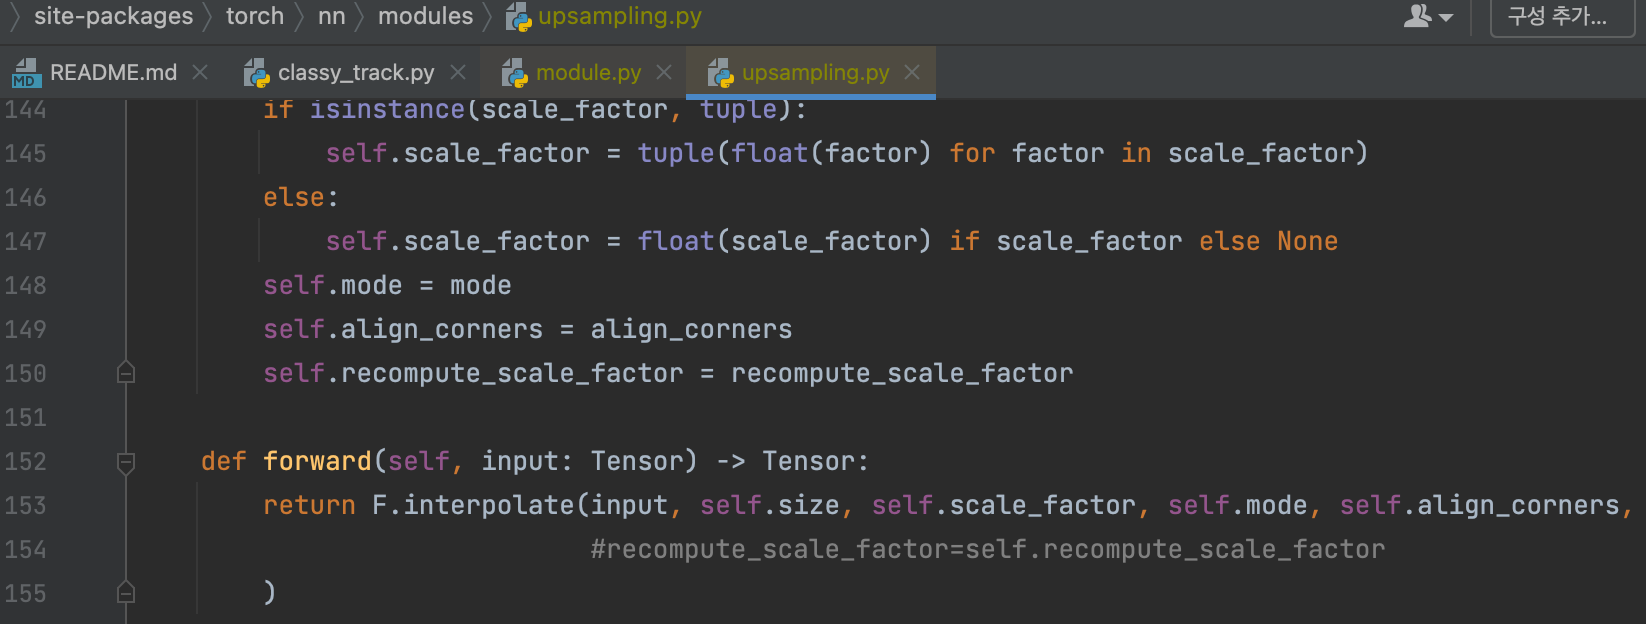 site-packages torch nn modules upsampling.py 구성 추가...
MD README.md classy_track.py module.py upsampling.py
144 if isinstance(scale_factor, tuple):
145 self.scale_factor = tuple(float(factor) for factor in scale_factor)
146 else:
147 self.scale_factor = float(scale_factor) if scale_factor else None
148 self.mode = mode
149 self.align_corners = align_corners
150 self.recompute_scale_factor = recompute_scale_factor
151
152 def forward(self, input: Tensor) -> Tensor:
153 return F.interpolate(input, self.size, self.scale_factor, self.mode, self.align_corners,
154 #recompute_scale_factor=self.recompute_scale_factor
155 )